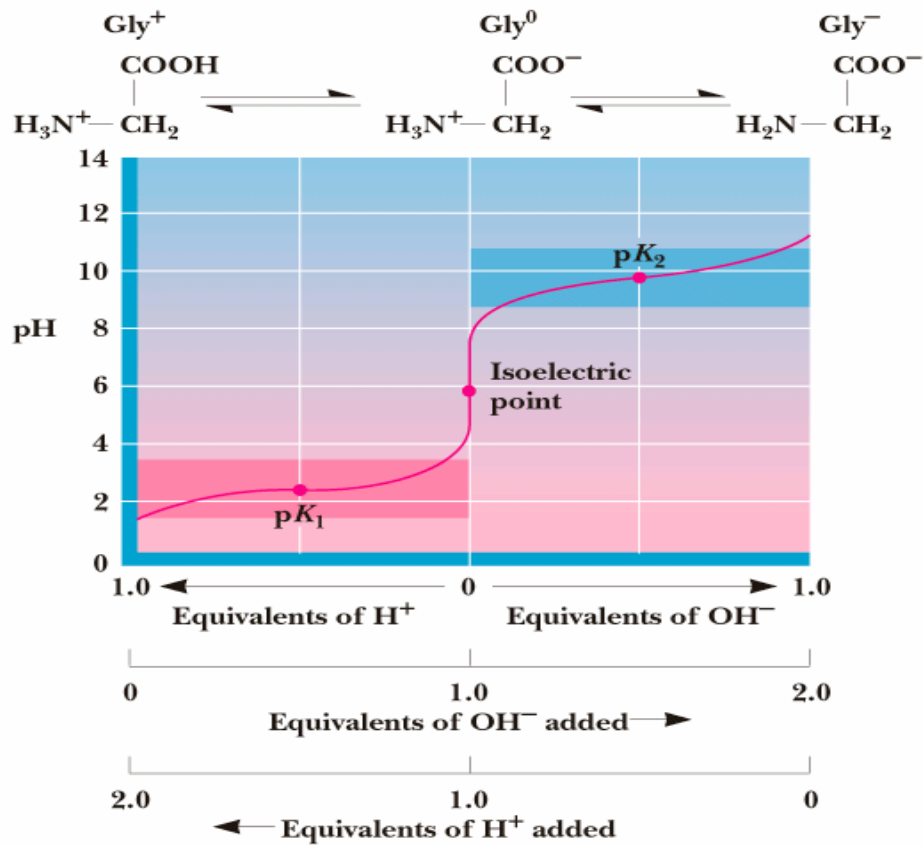 Gly⁺ Gly⁰ Gly⁻
COOH COO⁻ COO⁻
H₃N⁺—CH₂ H₃N⁺—CH₂ H₂N—CH₂
14
12
pK₂
10
pH
8
Isoelectric
6
point
4
2
pK₁
0
1.0 0 1.0
Equivalents of H⁺ Equivalents of OH⁻
0 1.0 2.0
Equivalents of OH⁻ added
2.0 1.0 0
Equivalents of H⁺ added